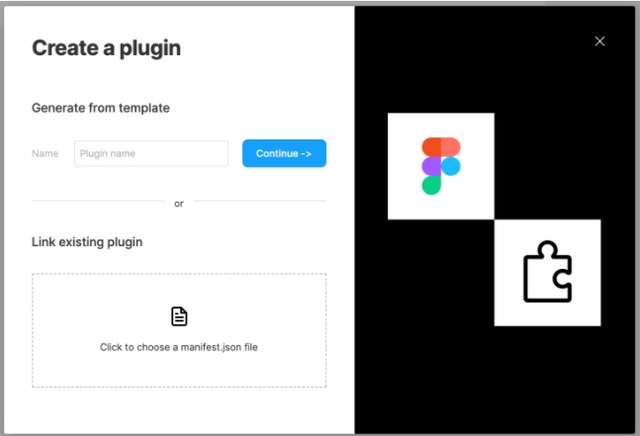 Create a plugin
Generate from template
Name
Plugin name
Continue ->
or
Link existing plugin
Click to choose a manifest.json file